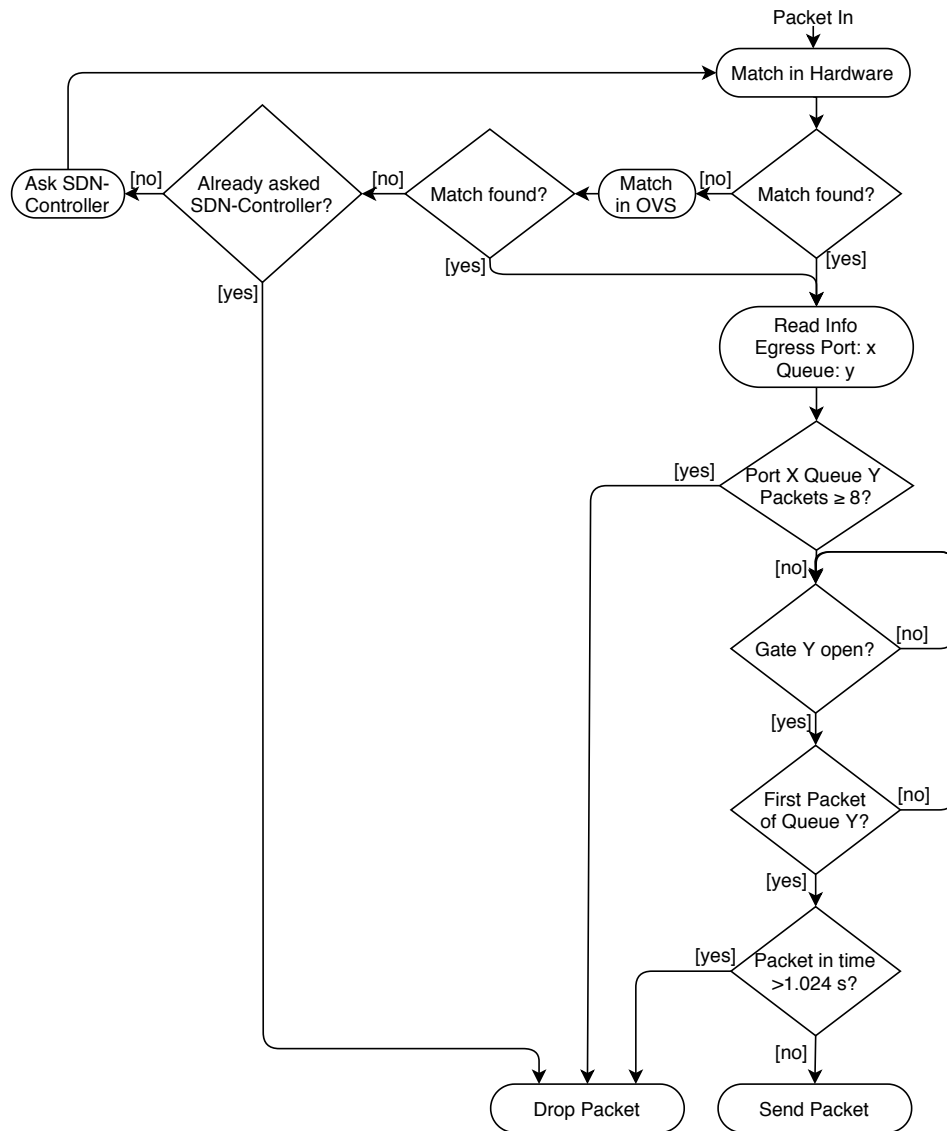 Packet In
Match in Hardware
Ask SDN-
Controller
[no]
Already asked
SDN-Controller?
[no]
Match found?
Match
in OVS
[no]
Match found?
[yes]
[yes]
[yes]
Read Info
Egress Port: x
Queue: y
[yes]
Port X Queue Y
Packets ≥ 8?
[no]
Gate Y open?
[no]
[yes]
First Packet
of Queue Y?
[no]
[yes]
[yes]
Packet in time
>1.024 s?
[no]
Drop Packet
Send Packet